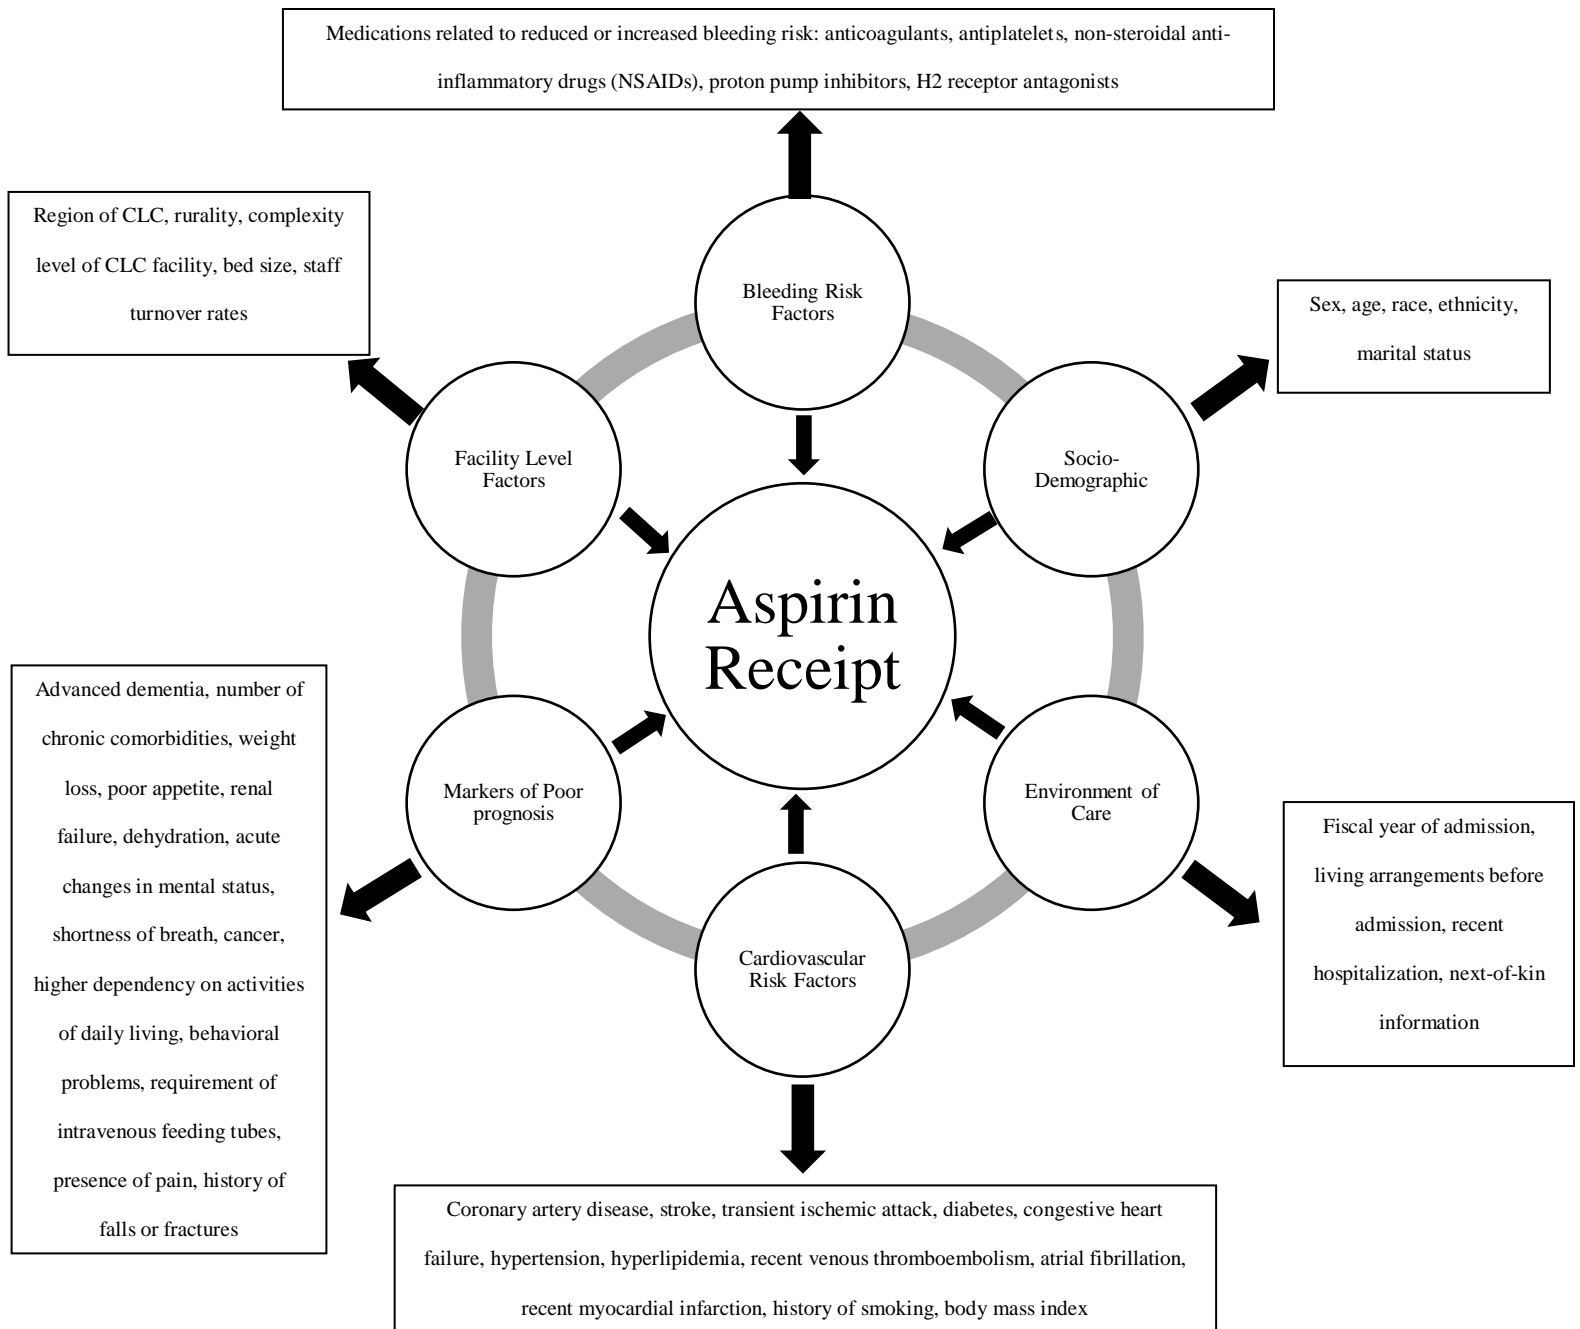 Medications related to reduced or increased bleeding risk: anticoagulants, antiplatelets, non-steroidal anti-
inflammatory drugs (NSAIDs), proton pump inhibitors, H2 receptor antagonists
Region of CLC, rurality, complexity
level of CLC facility, bed size, staff
turnover rates
Bleeding Risk
Factors
Sex, age, race, ethnicity,
marital status
Facility Level
Factors
Socio-
Demographic
Aspirin
Receipt
Advanced dementia, number of
chronic comorbidities, weight
loss, poor appetite, renal
failure, dehydration, acute
changes in mental status,
shortness of breath, cancer,
higher dependency on activities
of daily living, behavioral
problems, requirement of
intravenous feeding tubes,
presence of pain, history of
falls or fractures
Markers of Poor
prognosis
Environment of
Care
Fiscal year of admission,
living arrangements before
admission, recent
hospitalization, next-of-kin
information
Cardiovascular
Risk Factors
Coronary artery disease, stroke, transient ischemic attack, diabetes, congestive heart
failure, hypertension, hyperlipidemia, recent venous thromboembolism, atrial fibrillation,
recent myocardial infarction, history of smoking, body mass index